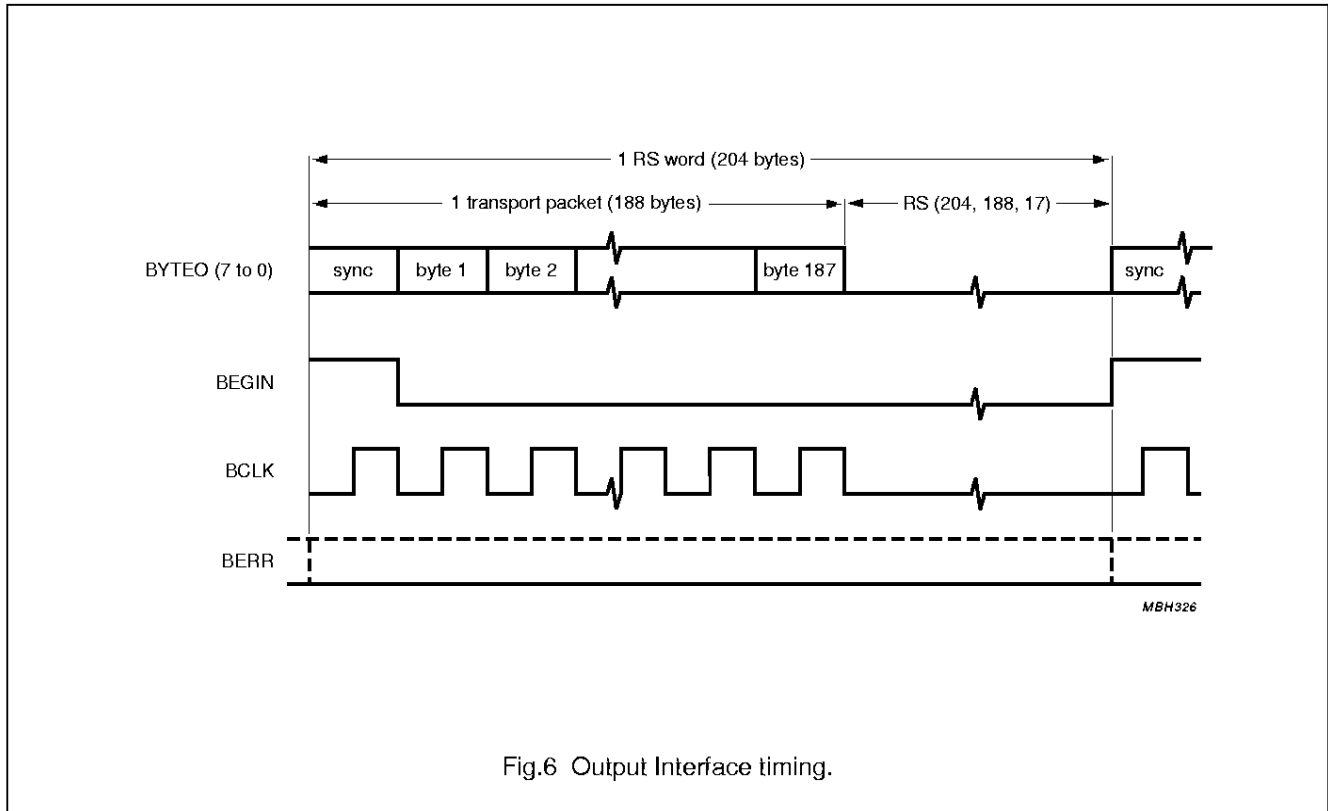 1 RS word (204 bytes)
1 transport packet (188 bytes)
RS (204, 188, 17)
BYTEO (7 to 0)
sync
byte 1
byte 2
byte 187
sync
BEGIN
BCLK
BERR
MBH326
Fig.6 Output Interface timing.